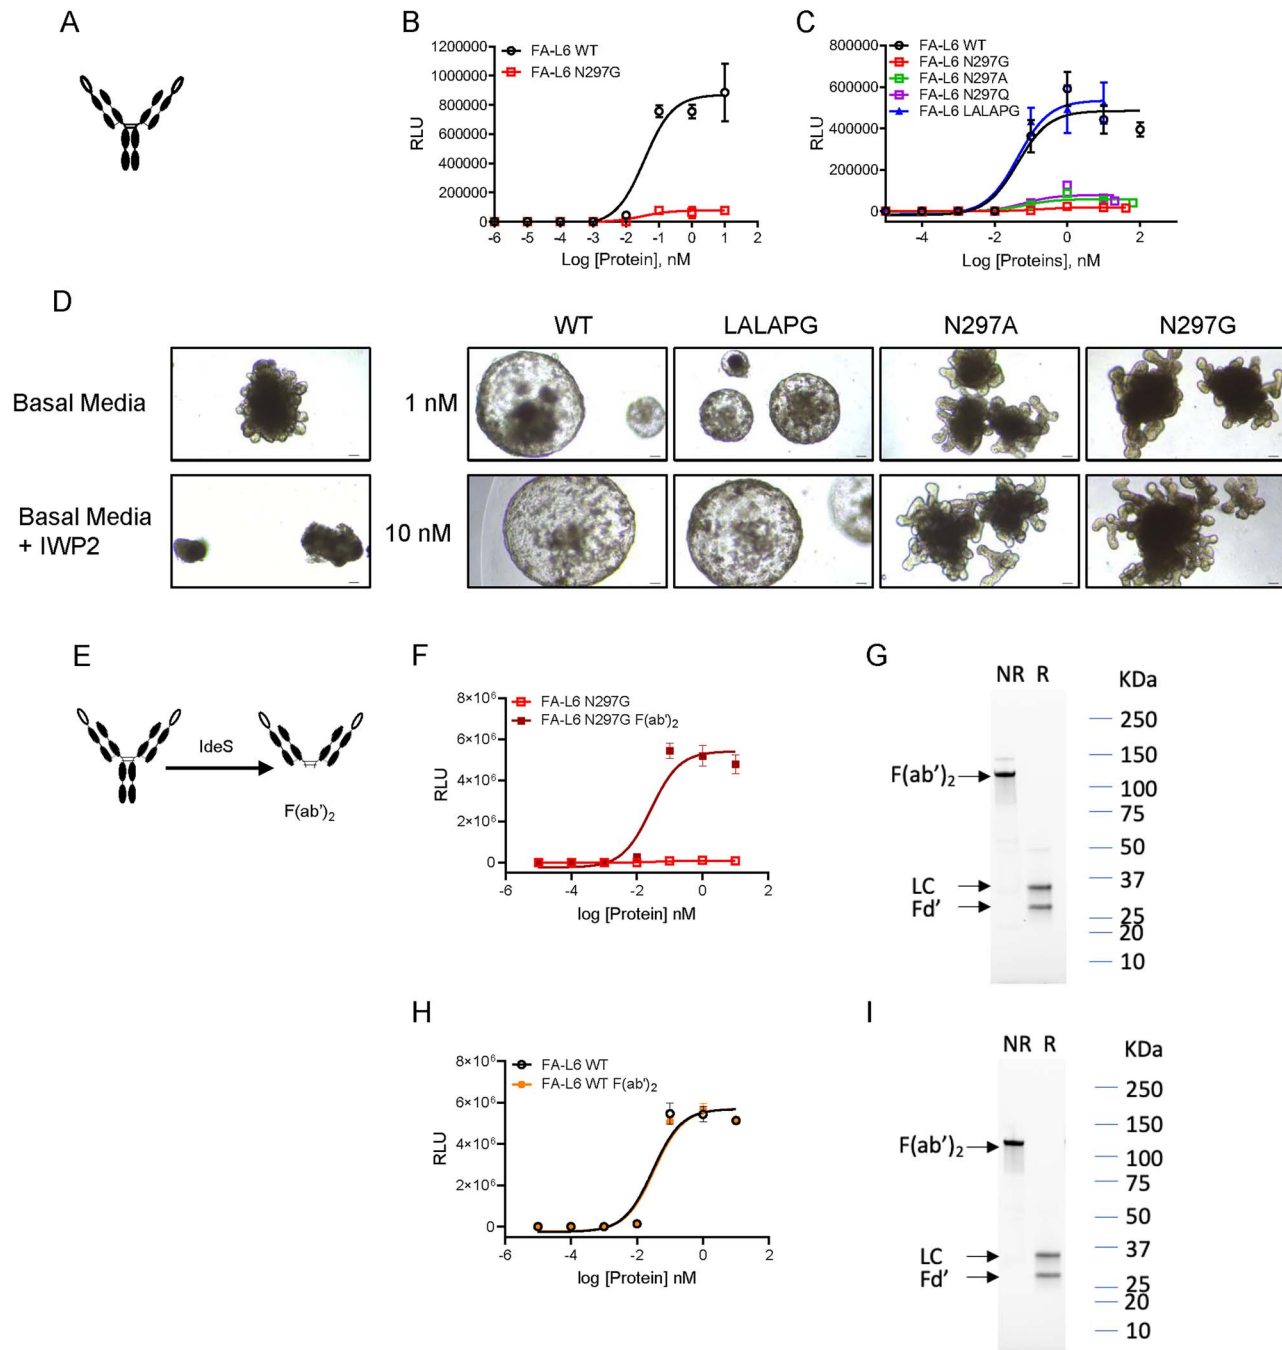 A
B
1200000
1000000
800000
600000
400000
200000
0
RLU
FA-L6 WT
FA-L6 N297G
-6 -5 -4 -3 -2 -1 0 1 2
Log [Protein], nM
C
800000
600000
400000
200000
0
RLU
FA-L6 WT
FA-L6 N297G
FA-L6 N297A
FA-L6 N297Q
FA-L6 LALAPG
-4 -2 0 2
Log [Proteins], nM
D
WT LALAPG N297A N297G
Basal Media
1 nM
Basal Media
+ IWP2
10 nM
E
IdeS
F(ab')2
F
8×10⁶
6×10⁶
4×10⁶
2×10⁶
0
RLU
FA-L6 N297G
FA-L6 N297G F(ab')2
-6 -4 -2 0 2
log [Protein] nM
G
NR R KDa
250
150
100
75
50
37
25
20
10
F(ab')2
LC
Fd'
H
8×10⁶
6×10⁶
4×10⁶
2×10⁶
0
RLU
FA-L6 WT
FA-L6 WT F(ab')2
-6 -4 -2 0 2
log [Protein] nM
I
NR R KDa
250
150
100
75
50
37
25
20
10
F(ab')2
LC
Fd'